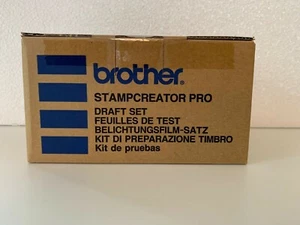 brother®
STAMPCREATOR PRO
DRAFT SET
FEUILLES DE TEST
BELICHTUNGSFILM-SATZ
KIT DI PREPARAZIONE TIMBRO
Kit de pruebas